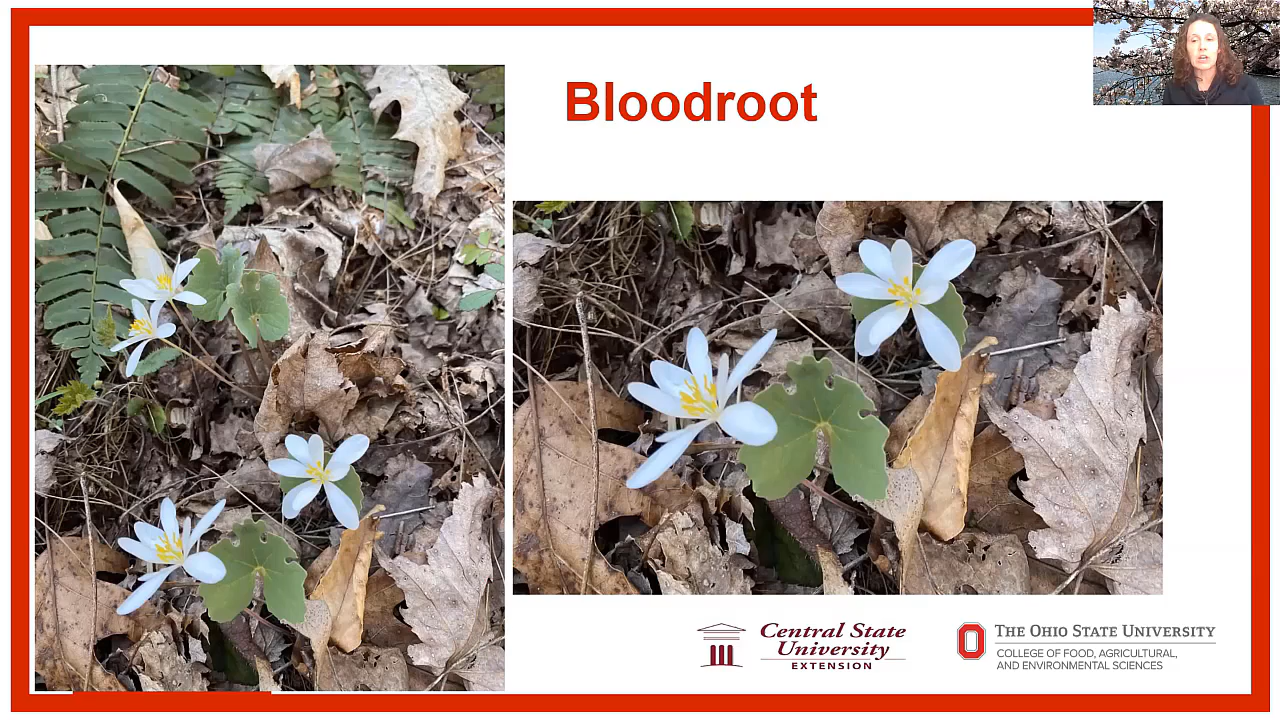 Bloodroot
Central State
University
EXTENSION
THE OHIO STATE UNIVERSITY
COLLEGE OF FOOD, AGRICULTURAL,
AND ENVIRONMENTAL SCIENCES